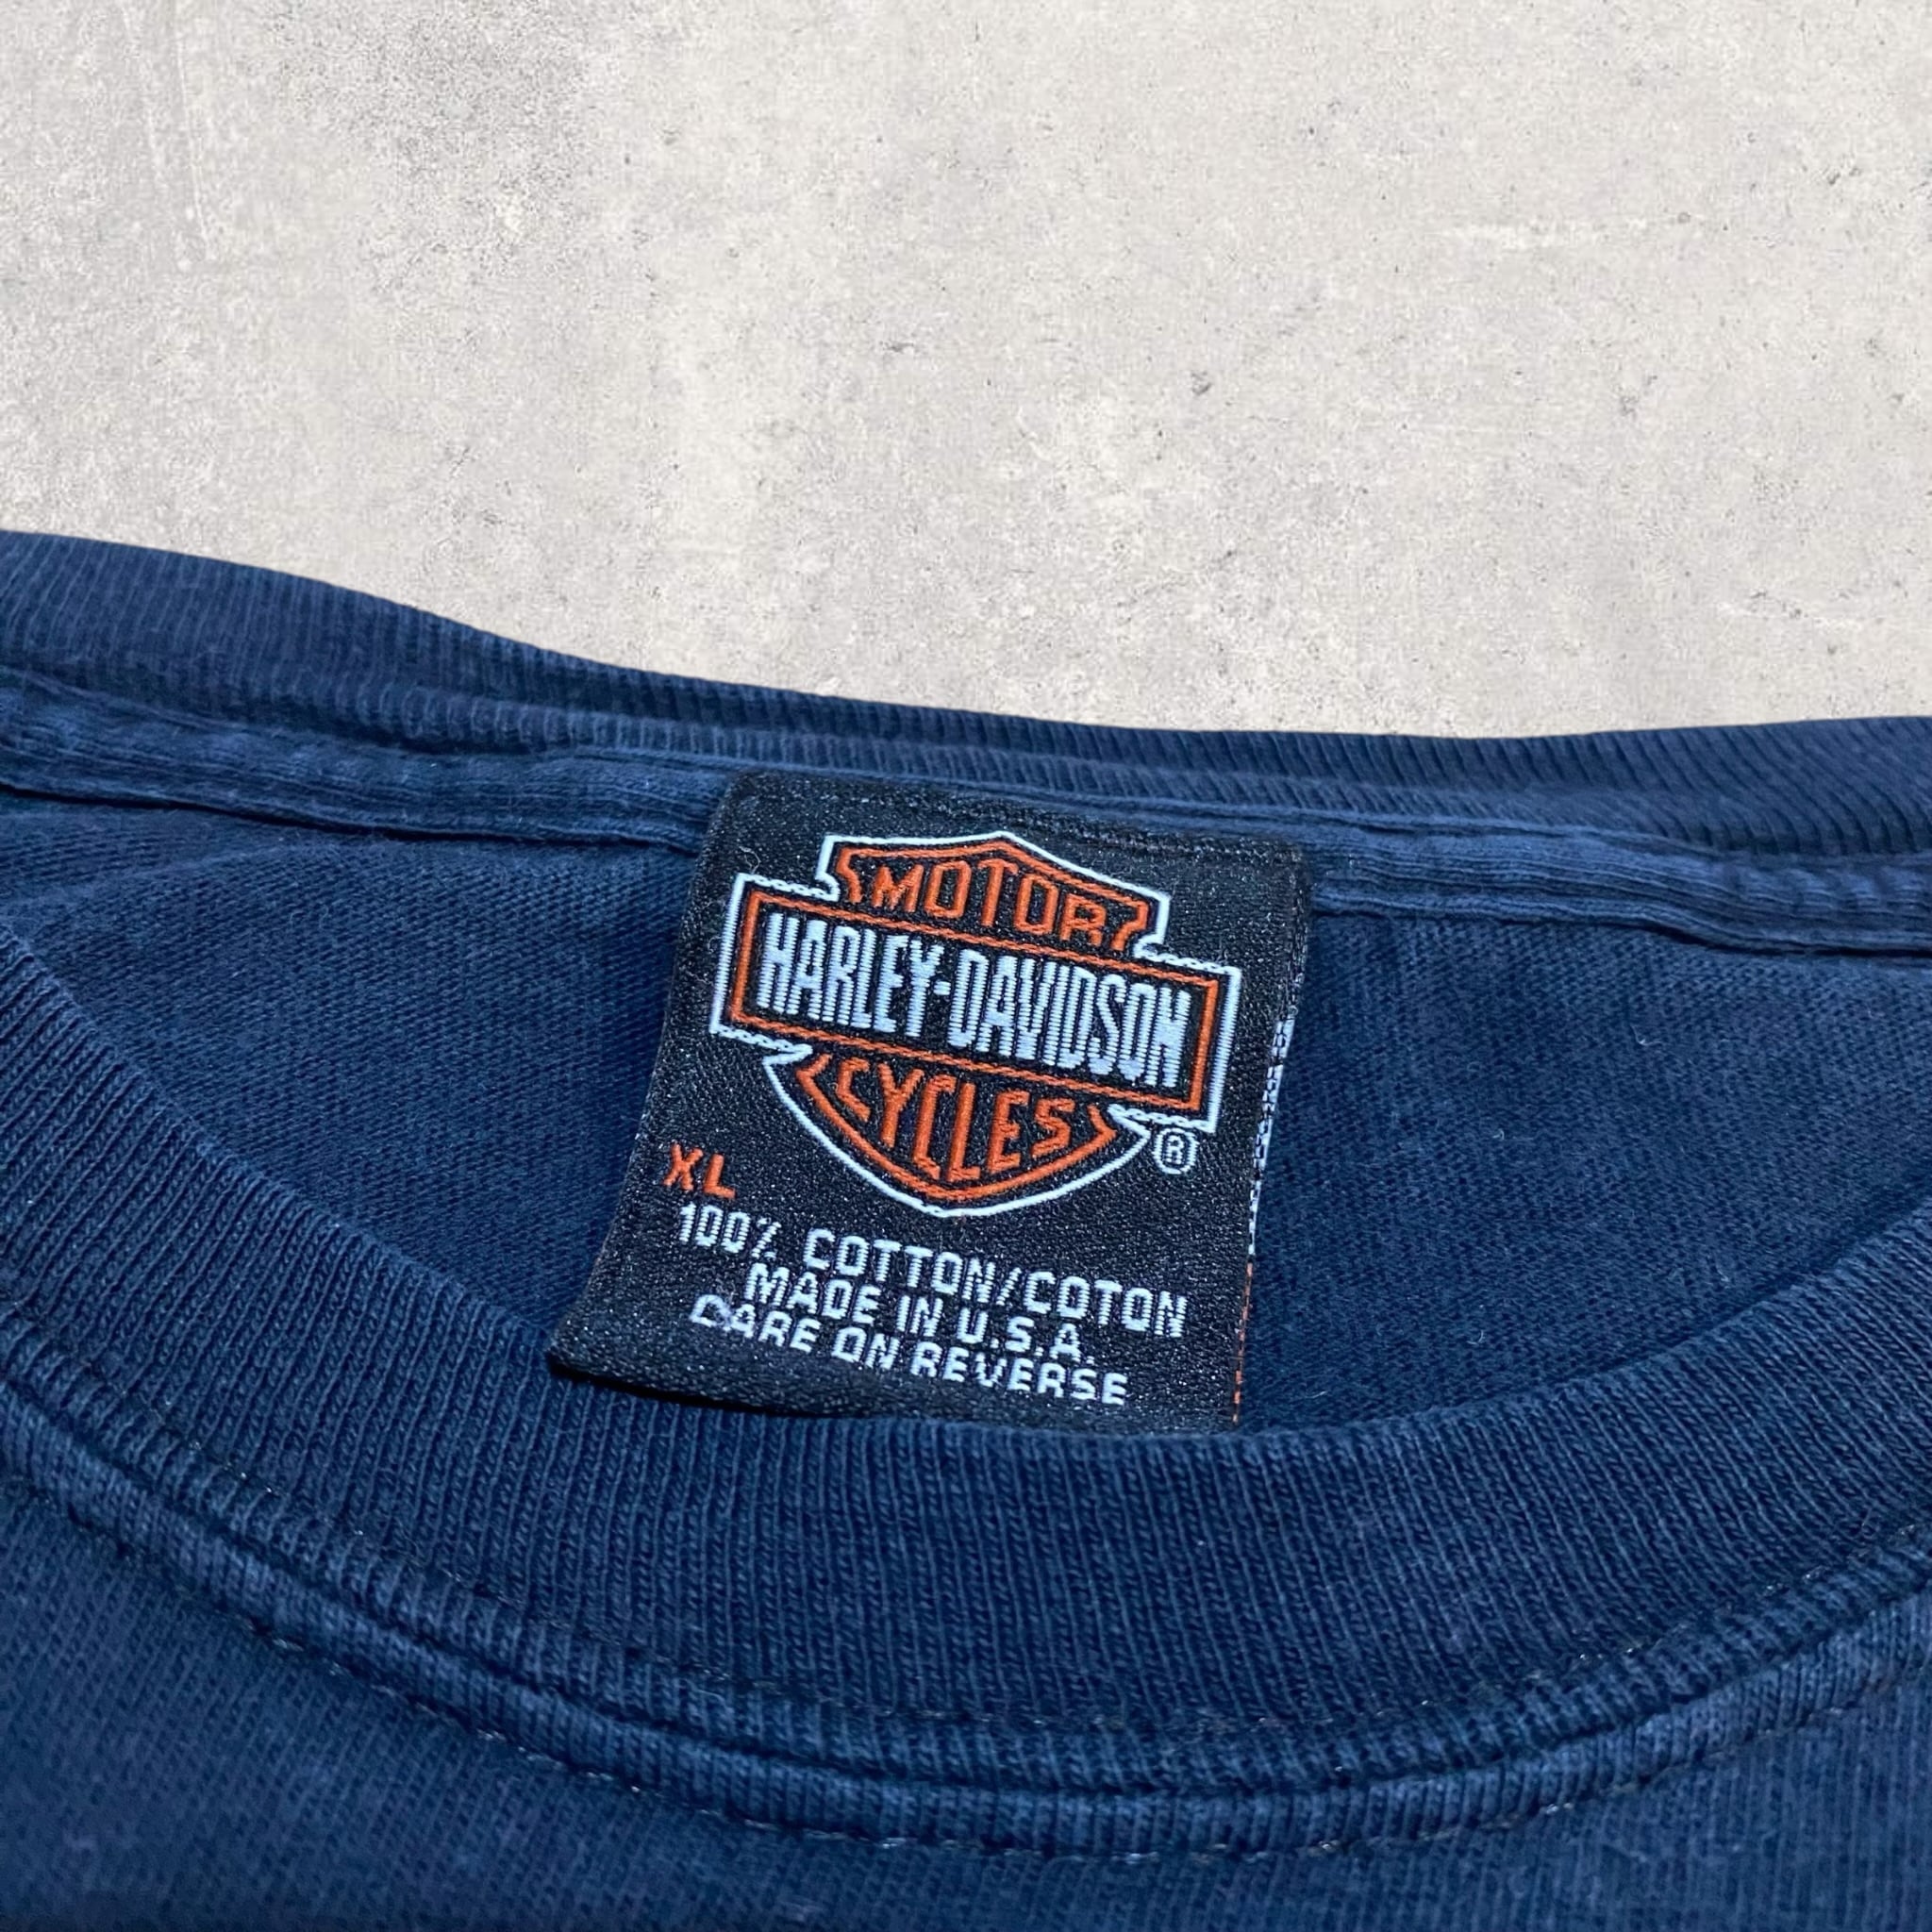 MOTOR
HARLEY-DAVIDSON
CYCLES
®
XL
100% COTTON/COTON
MADE IN U.S.A.
CARE ON REVERSE